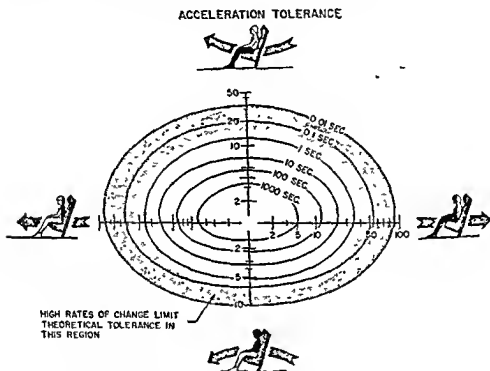 ACCELERATION TOLERANCE
50
20
10
5
2
0.01 SEC.
0.1 SEC.
1 SEC.
10 SEC.
100 SEC.
1000 SEC.
2 5 10 50 100
2
5
10
HIGH RATES OF CHANGE LIMIT
THEORETICAL TOLERANCE IN
THIS REGION